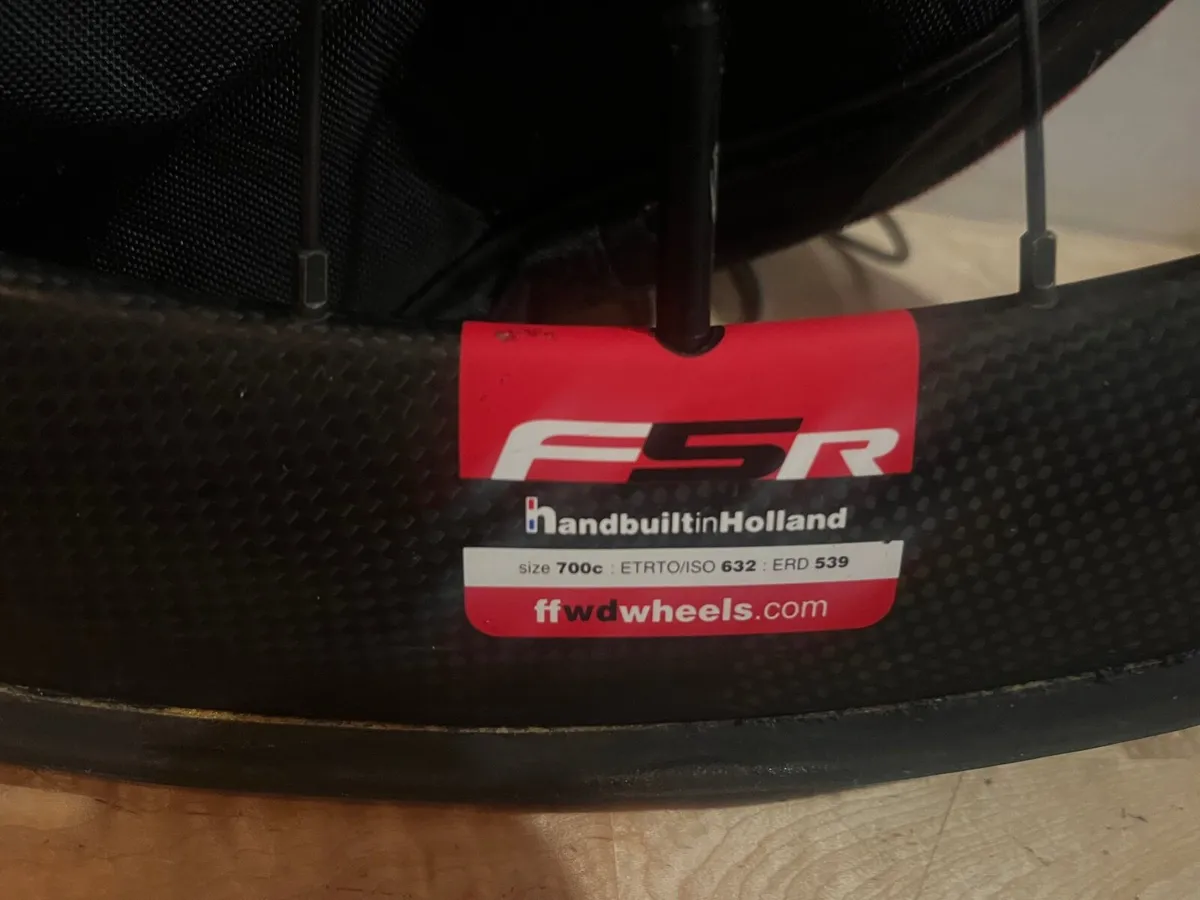 F5R
handbuiltinHolland
size 700c : ETRTO/ISO 632 : ERD 539
ffwdwheels.com